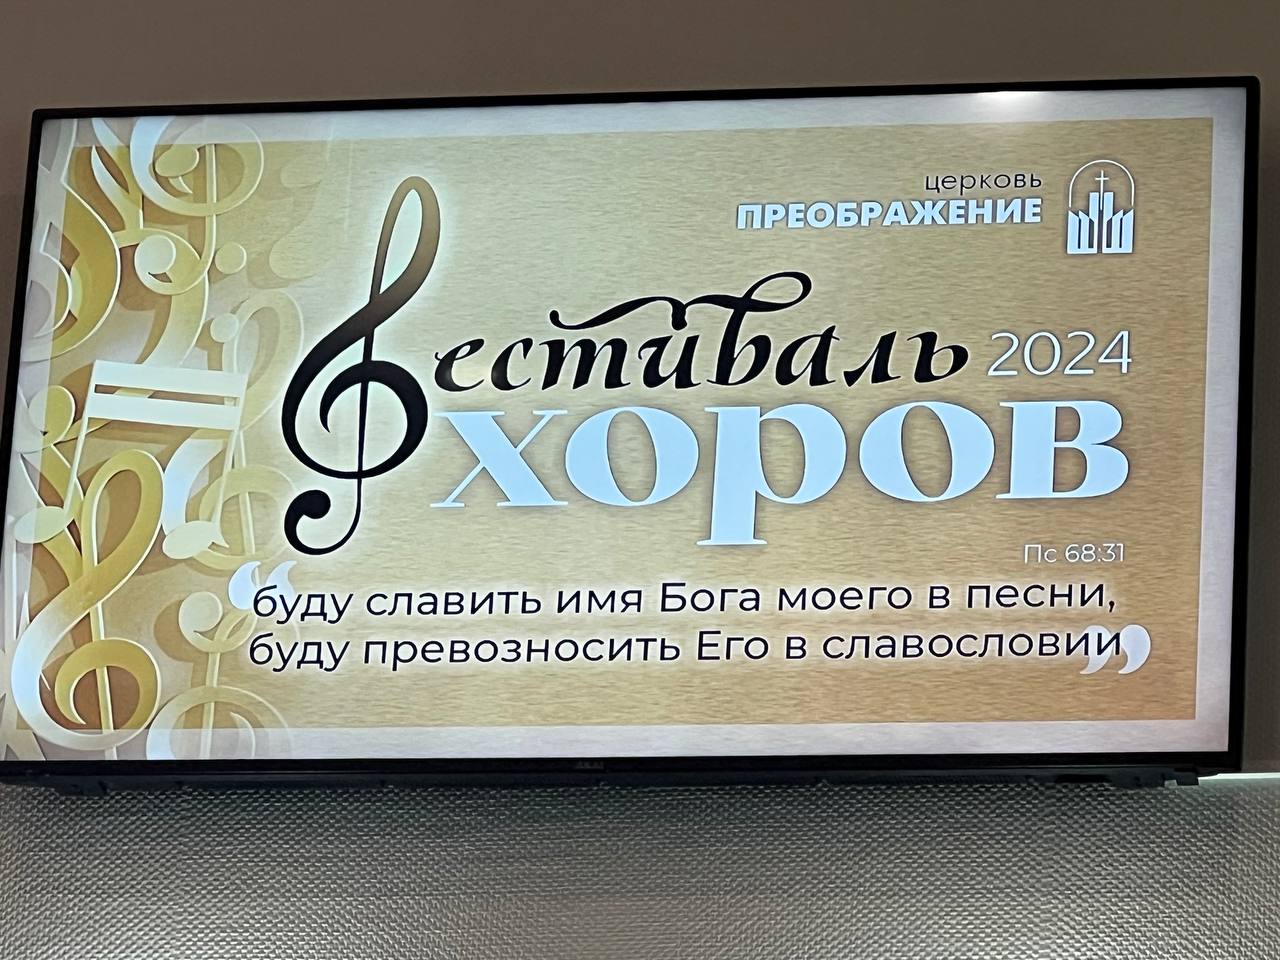 церковь
ПРЕОБРАЖЕНИЕ
фестиваль 2024
хоров
Пс 68:31
“буду славить имя Бога моего в песни,
буду превозносить Его в славословии”